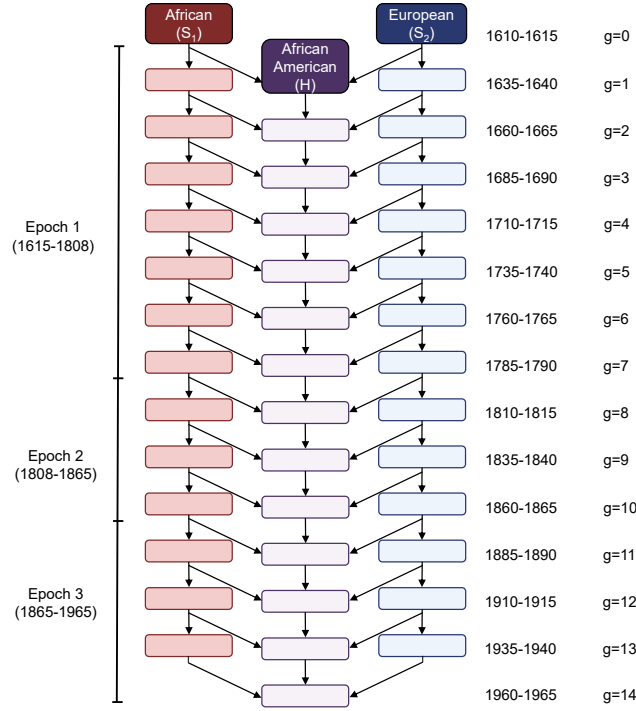 African
(S₁)
European
(S₂)
1610-1615 g=0
African
American
(H)
1635-1640 g=1
1660-1665 g=2
1685-1690 g=3
Epoch 1
(1615-1808)
1710-1715 g=4
1735-1740 g=5
1760-1765 g=6
1785-1790 g=7
1810-1815 g=8
Epoch 2
(1808-1865)
1835-1840 g=9
1860-1865 g=10
1885-1890 g=11
Epoch 3
(1865-1965)
1910-1915 g=12
1935-1940 g=13
1960-1965 g=14